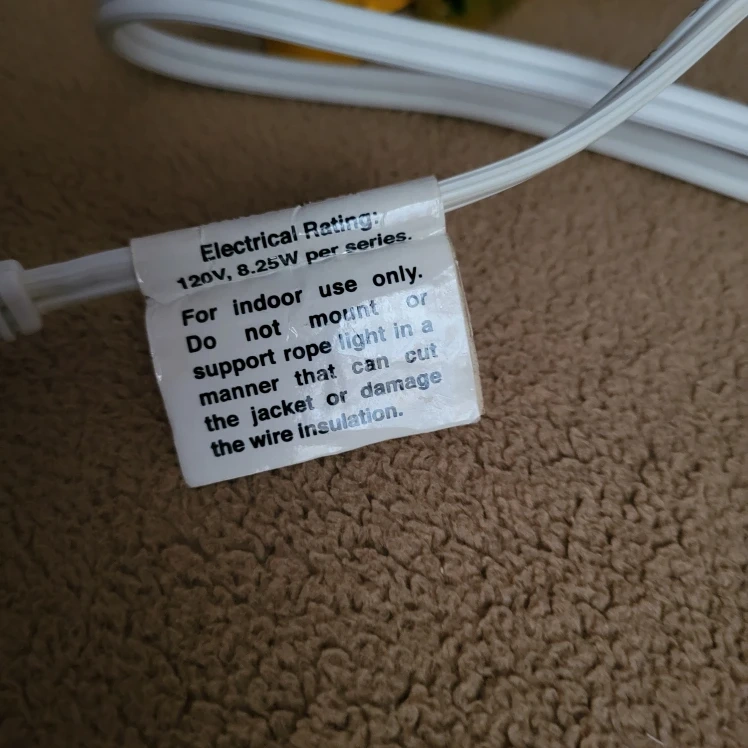 Electrical Rating:
120V, 8.25W per series.
For indoor use only.
Do not mount or
support rope light in a
manner that can cut
the jacket or damage
the wire insulation.